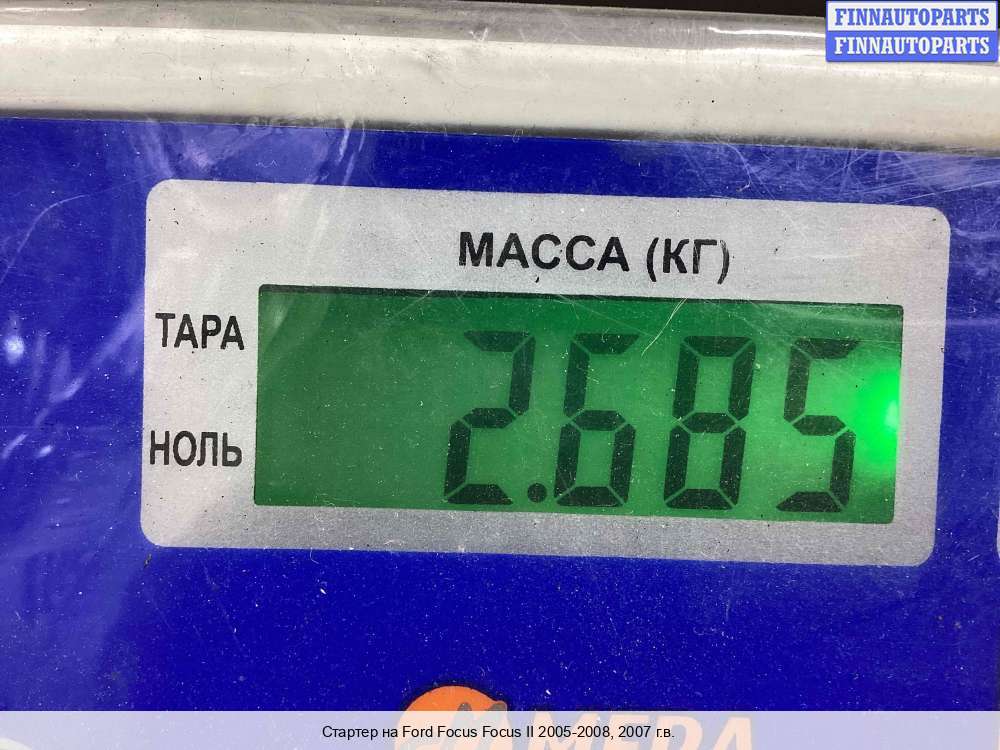 FINNAUTOPARTS
FINNAUTOPARTS
МАССА (КГ)
ТАРА
2.685
НОЛЬ
Стартер на Ford Focus Focus II 2005-2008, 2007 г.в.